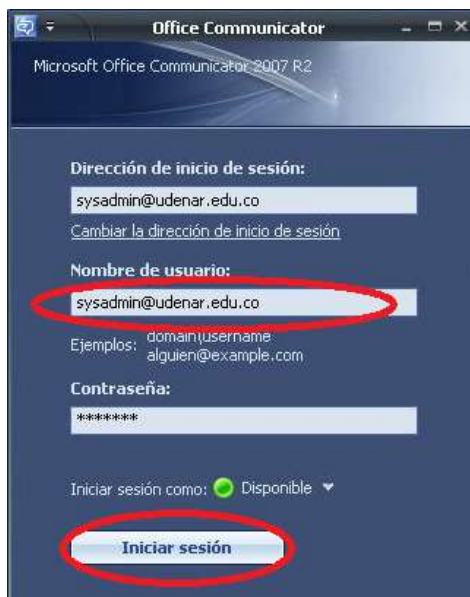 Office Communicator
Microsoft Office Communicator 2007 R2
Dirección de inicio de sesión:
sysadmin@udenar.edu.co
Cambiar la dirección de inicio de sesión
Nombre de usuario:
sysadmin@udenar.edu.co
Ejemplos: domain\username
alguien@example.com
Contraseña:
*******
Iniciar sesión como: Disponible
Iniciar sesión